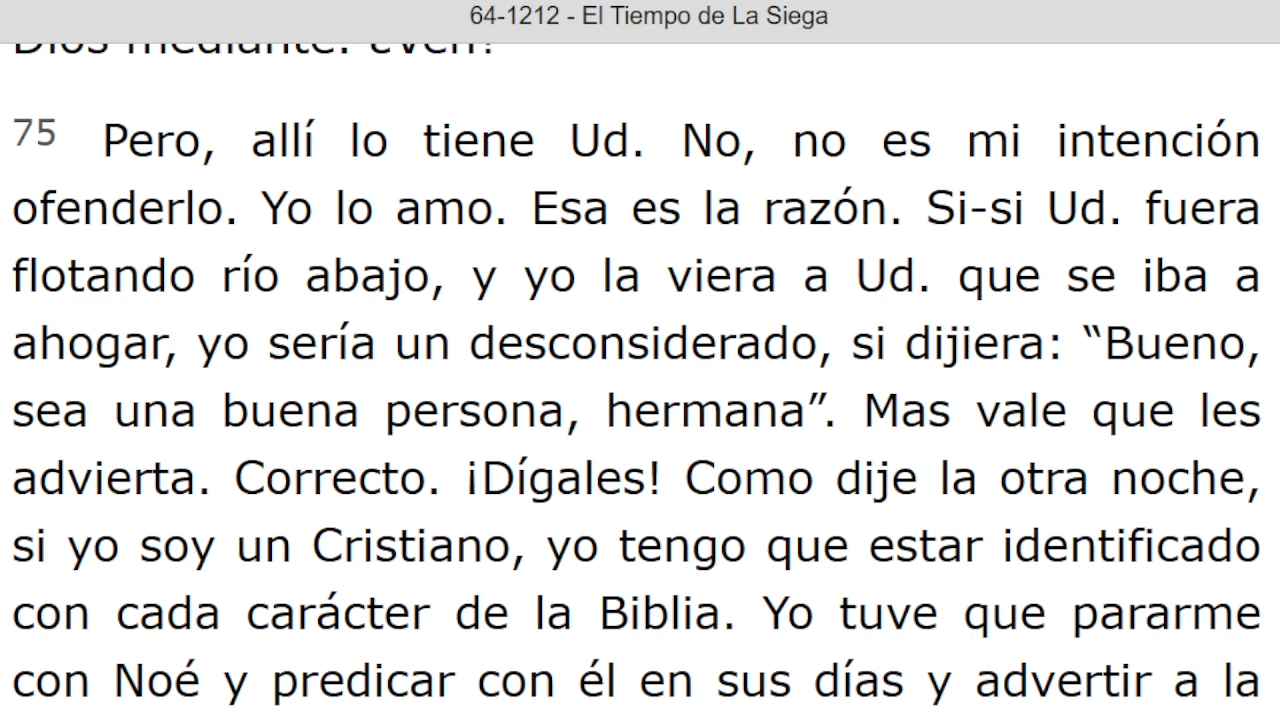 64-1212 - El Tiempo de La Siega
Dios mediante.
75 Pero, allí lo tiene Ud. No, no es mi intención
ofenderlo. Yo lo amo. Esa es la razón. Si-si Ud. fuera
flotando río abajo, y yo la viera a Ud. que se iba a
ahogar, yo sería un desconsiderado, si dijiera: “Bueno,
sea una buena persona, hermana”. Mas vale que les
advierta. Correcto. ¡Dígales! Como dije la otra noche,
si yo soy un Cristiano, yo tengo que estar identificado
con cada carácter de la Biblia. Yo tuve que pararme
con Noé y predicar con él en sus días y advertir a la